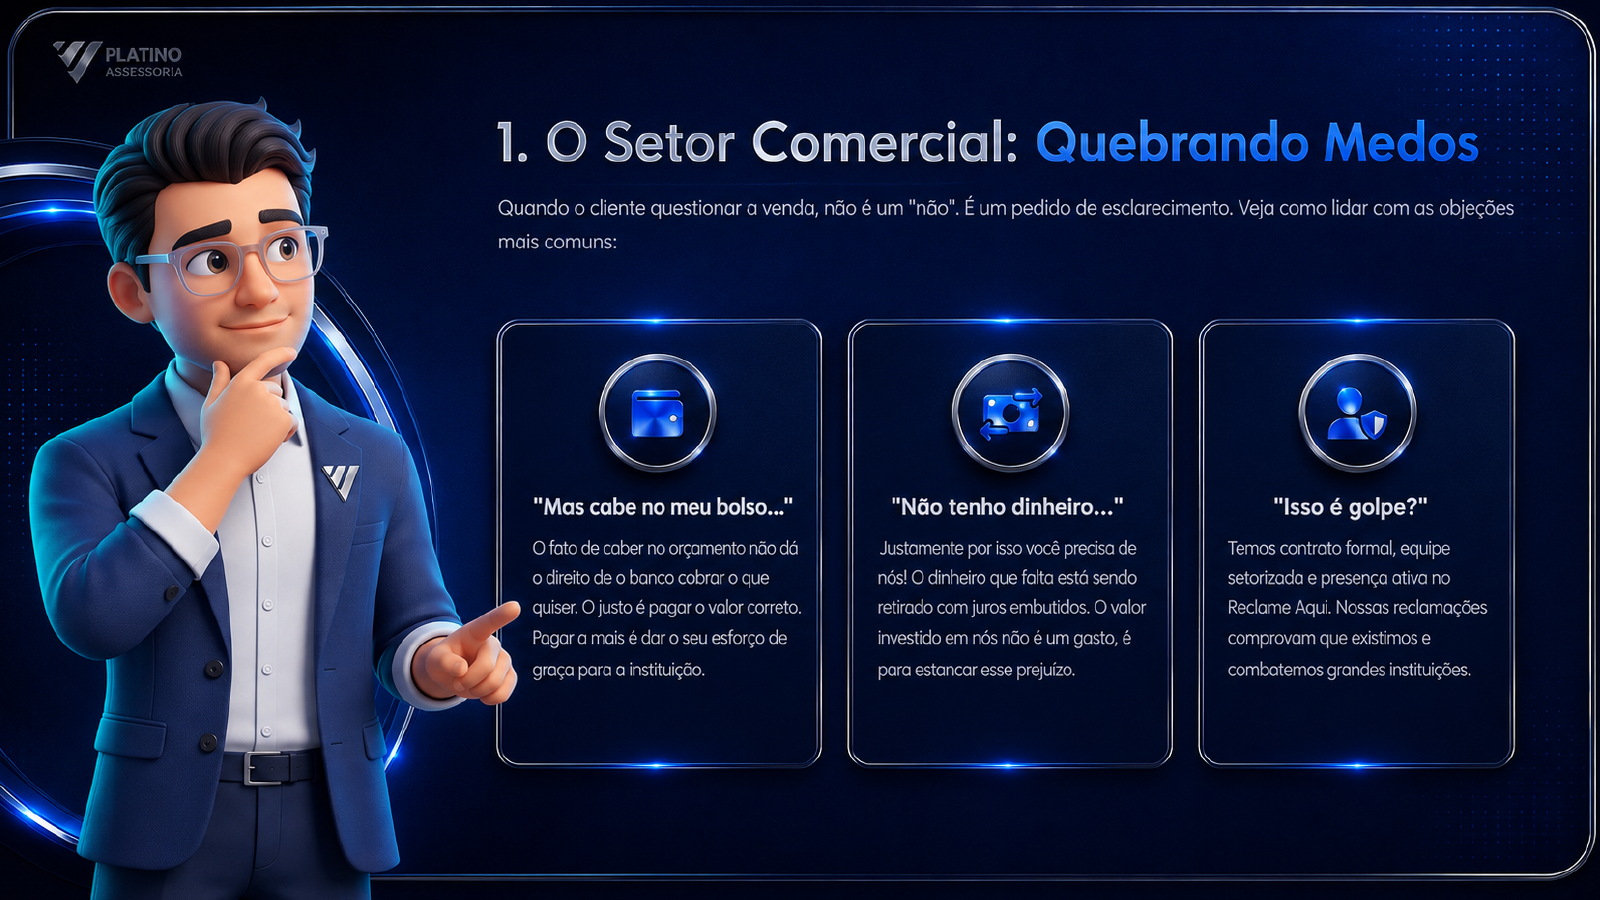 PLATINO
ASSESSORIA
1. O Setor Comercial: Quebrando Medos
Quando o cliente questionar a venda, não é um "não". É um pedido de esclarecimento. Veja como lidar com as objeções
mais comuns:
"Mas cabe no meu bolso..."
O fato de caber no orçamento não dá
o direito de o banco cobrar o que
quiser. O justo é pagar o valor correto.
Pagar a mais é dar o seu esforço de
graça para a instituição.
"Não tenho dinheiro..."
Justamente por isso você precisa de
nós! O dinheiro que falta está sendo
retirado com juros embutidos. O valor
investido em nós não é um gasto, é
para estancar esse prejuízo.
"Isso é golpe?"
Temos contrato formal, equipe
setorizada e presença ativa no
Reclame Aqui. Nossas reclamações
comprovam que existimos e
combatemos grandes instituições.